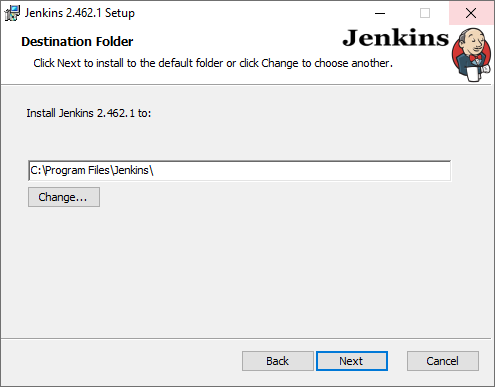 Jenkins 2.462.1 Setup
Destination Folder
Jenkins
Click Next to install to the default folder or click Change to choose another.
Install Jenkins 2.462.1 to:
C:\Program Files\Jenkins\
Change...
Back
Next
Cancel